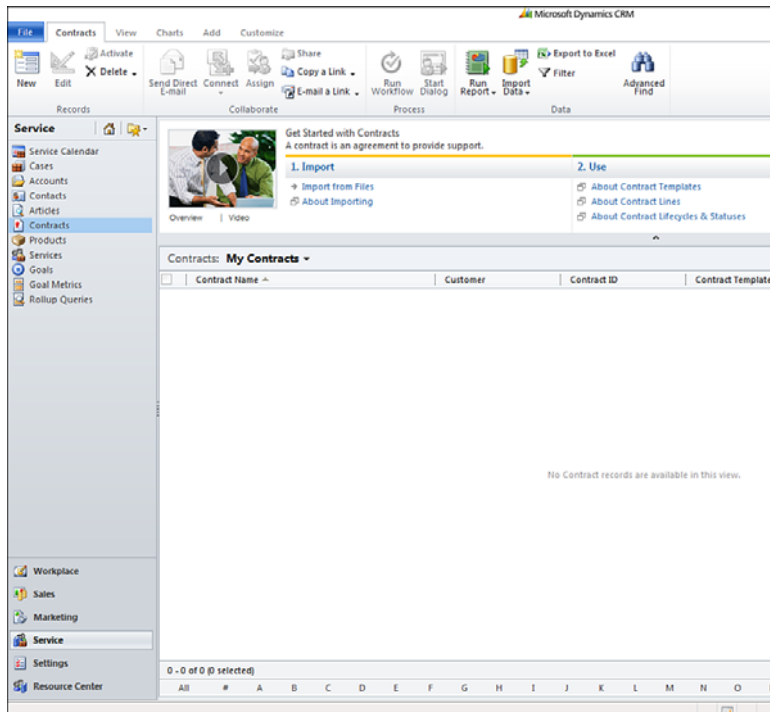 Microsoft Dynamics CRM
File Contracts View Charts Add Customize
New
Edit
Activate
Delete
Records
Send Direct E-mail
Connect
Assign
Share
Copy a Link
E-mail a Link
Collaborate
Run Workflow
Start Dialog
Process
Run Report
Import Data
Export to Excel
Filter
Advanced Find
Data
Service
Service Calendar
Cases
Accounts
Contacts
Articles
Contracts
Products
Services
Goals
Goal Metrics
Rollup Queries
Workplace
Sales
Marketing
Service
Settings
Resource Center
Get Started with Contracts
A contract is an agreement to provide support.
Overview | Video
1. Import
Import from Files
About Importing
2. Use
About Contract Templates
About Contract Lines
About Contract Lifecycles & Statuses
Contracts: My Contracts
Contract Name Customer Contract ID Contract Template
No Contract records are available in this view.
0 - 0 of 0 (0 selected)
All # A B C D E F G H I J K L M N O